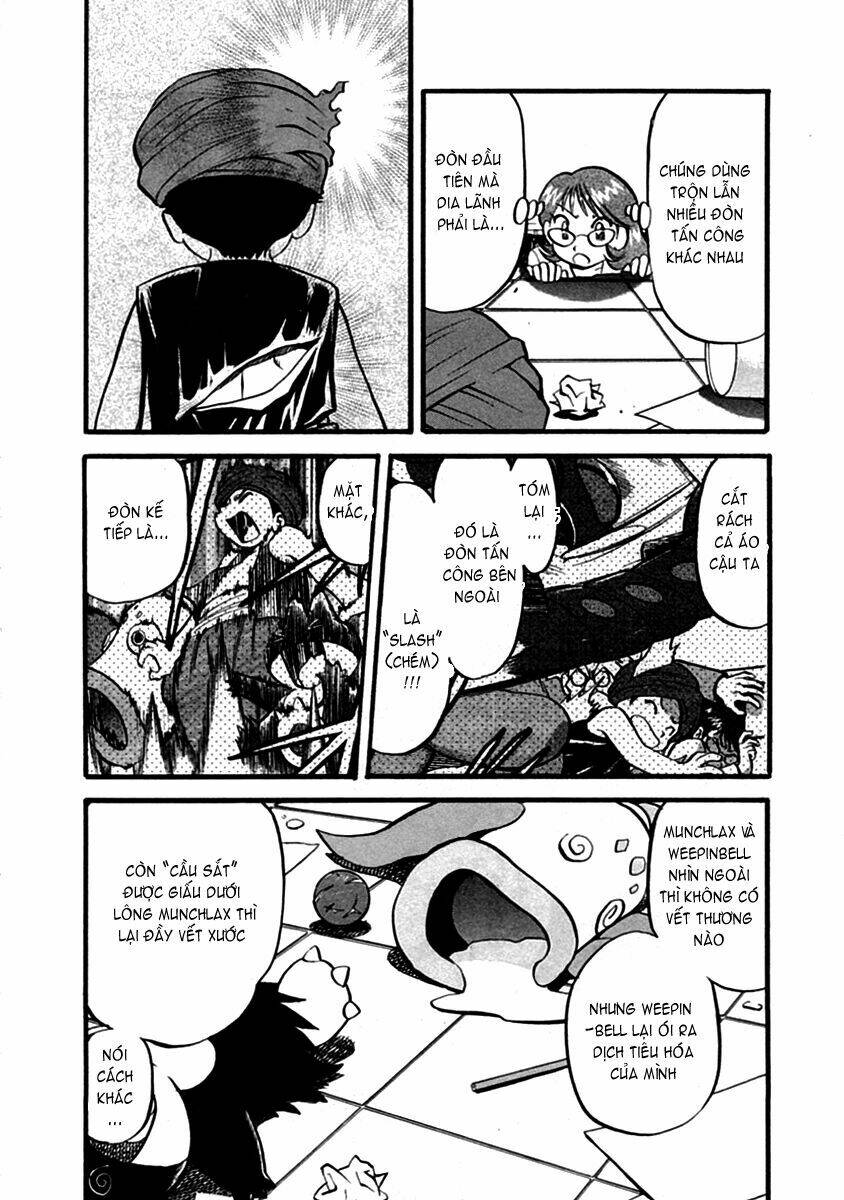 CHÚNG DÙNG
TRỘN LẪN
NHIỀU ĐÒN
TẤN CÔNG
KHÁC NHAU
ĐÒN ĐẦU
TIÊN MÀ
DIA LÃNH
PHẢI LÀ...
CẮT
RÁCH
CẢ ÁO
CẬU TA
TÓM
LẠI
...
ĐÓ LÀ
ĐÒN TẤN
CÔNG BÊN
NGOÀI
LÀ
"SLASH"
(CHÉM)
!!!
MẶT
KHÁC,
ĐÒN KẾ
TIẾP LÀ...
MUNCHLAX VÀ
WEEPINBELL
NHÌN NGOÀI
THÌ KHÔNG CÓ
VẾT THƯƠNG
NÀO
NHƯNG WEEPIN
-BELL LẠI ÓI RA
DỊCH TIÊU HÓA
CỦA MÌNH
CÒN "CẦU SẮT"
ĐƯỢC GIẤU DƯỚI
LÔNG MUNCHLAX THÌ
LẠI ĐẦY VẾT XƯỚC
NÓI
CÁCH
KHÁC
...